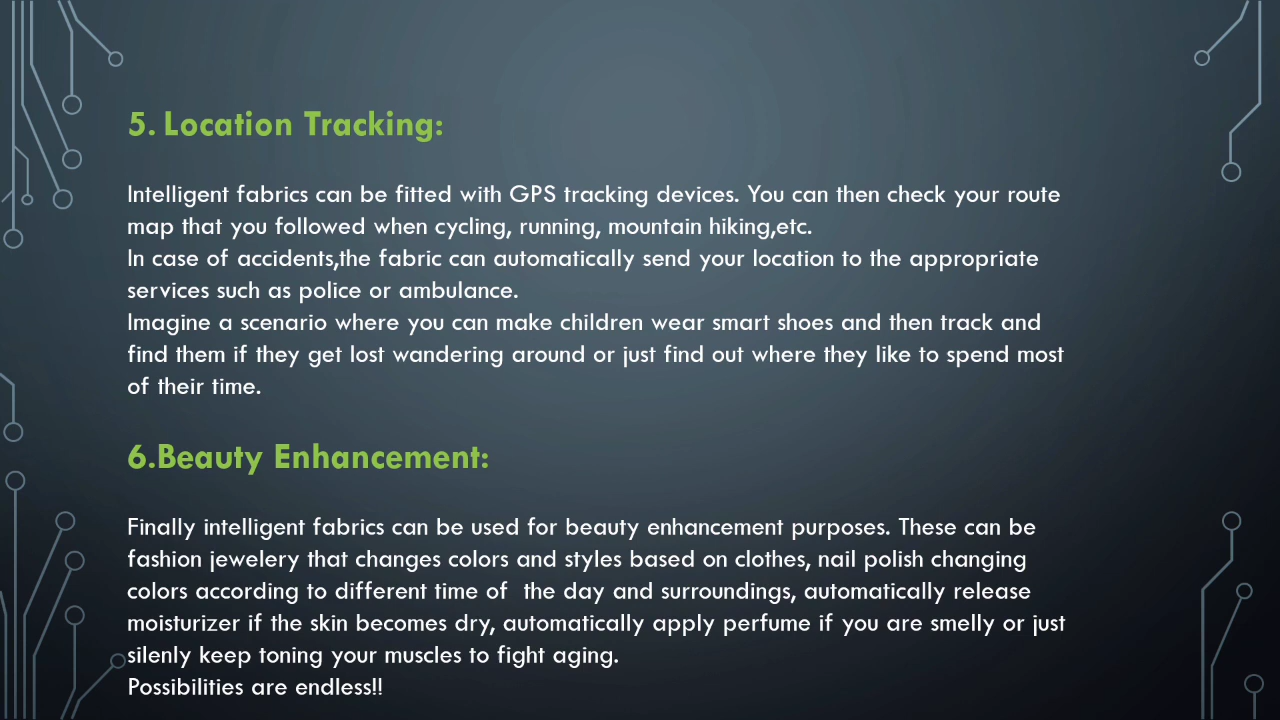 5. Location Tracking:
Intelligent fabrics can be fitted with GPS tracking devices. You can then check your route
map that you followed when cycling, running, mountain hiking,etc.
In case of accidents,the fabric can automatically send your location to the appropriate
services such as police or ambulance.
Imagine a scenario where you can make children wear smart shoes and then track and
find them if they get lost wandering around or just find out where they like to spend most
of their time.
6.Beauty Enhancement:
Finally intelligent fabrics can be used for beauty enhancement purposes. These can be
fashion jewelery that changes colors and styles based on clothes, nail polish changing
colors according to different time of  the day and surroundings, automatically release
moisturizer if the skin becomes dry, automatically apply perfume if you are smelly or just
silenly keep toning your muscles to fight aging.
Possibilities are endless!!